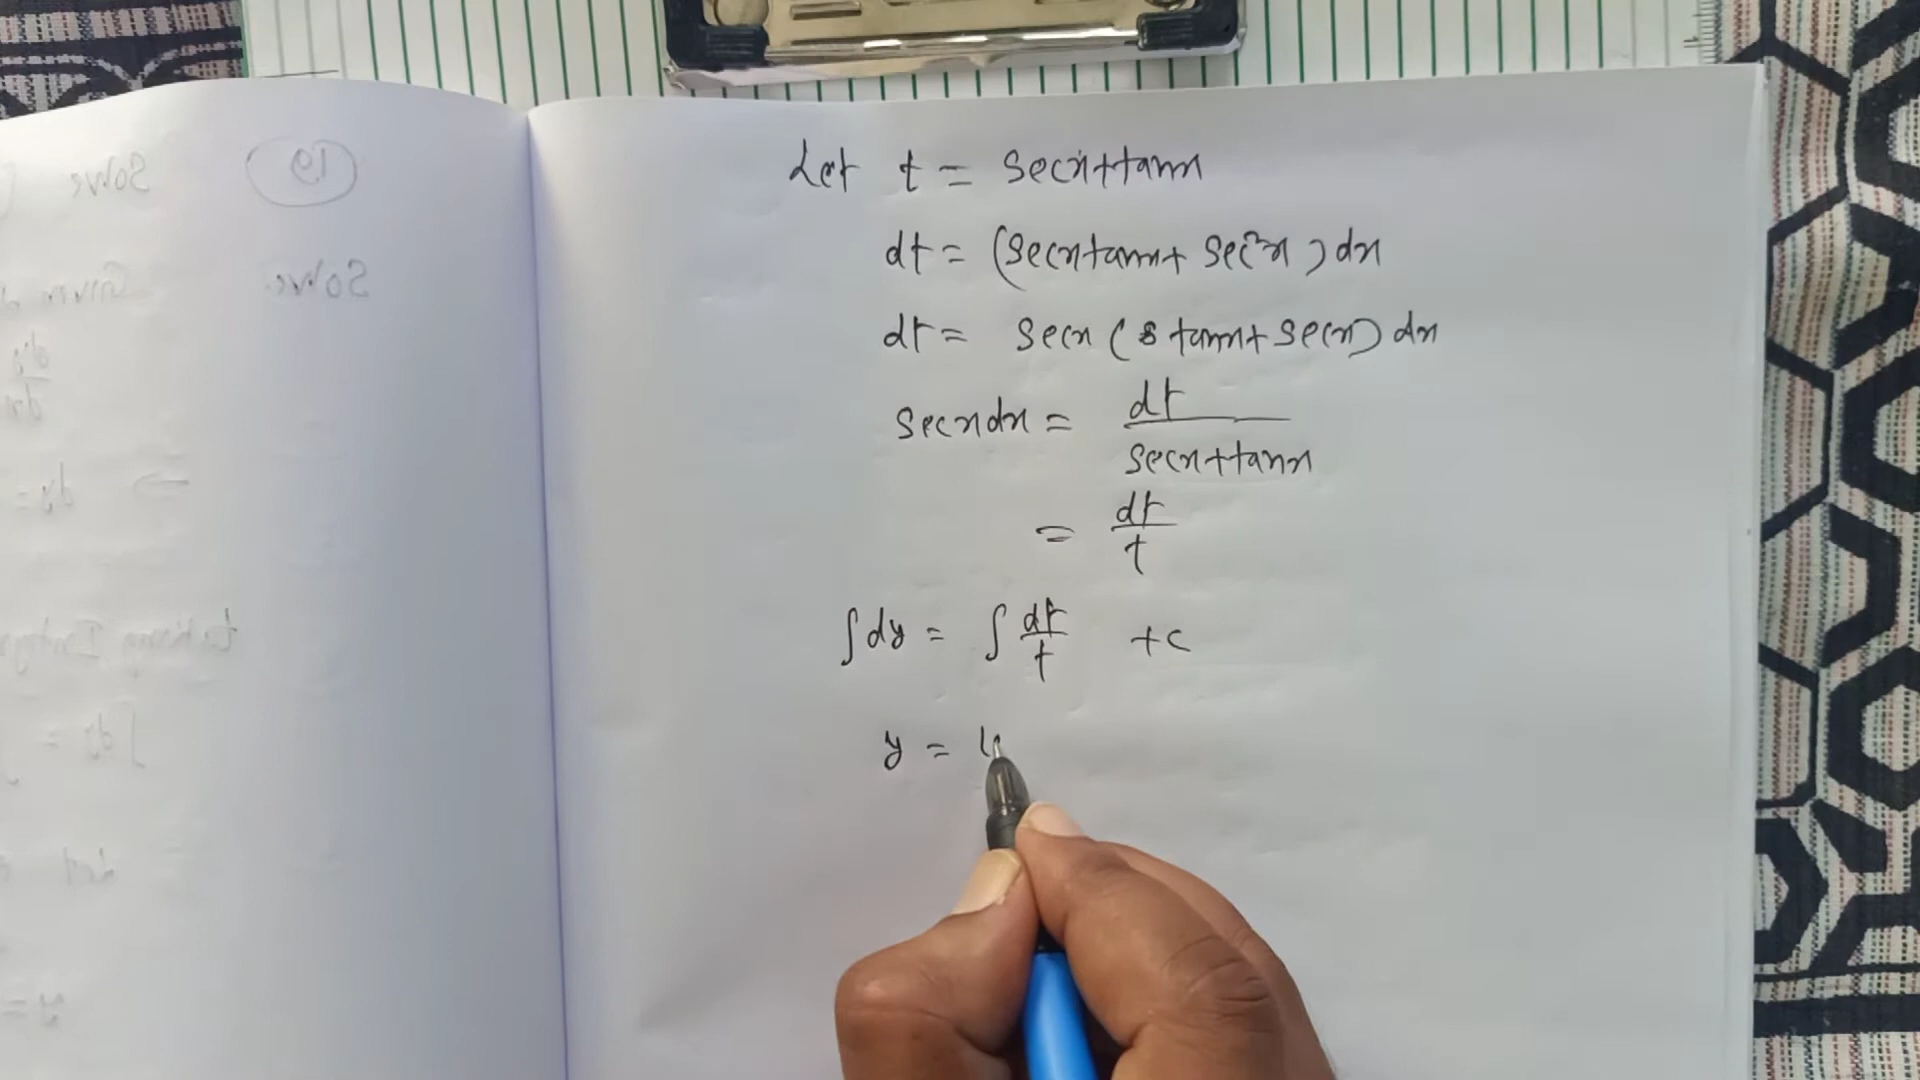 Let t = secx+tanx
dt = (secxtanx+ sec²x ) dx
dt = secx ( tanx+ secx) dx
secxdx = dt / secx+tanx
= dt / t
∫dy = ∫ dt / t +c
y =